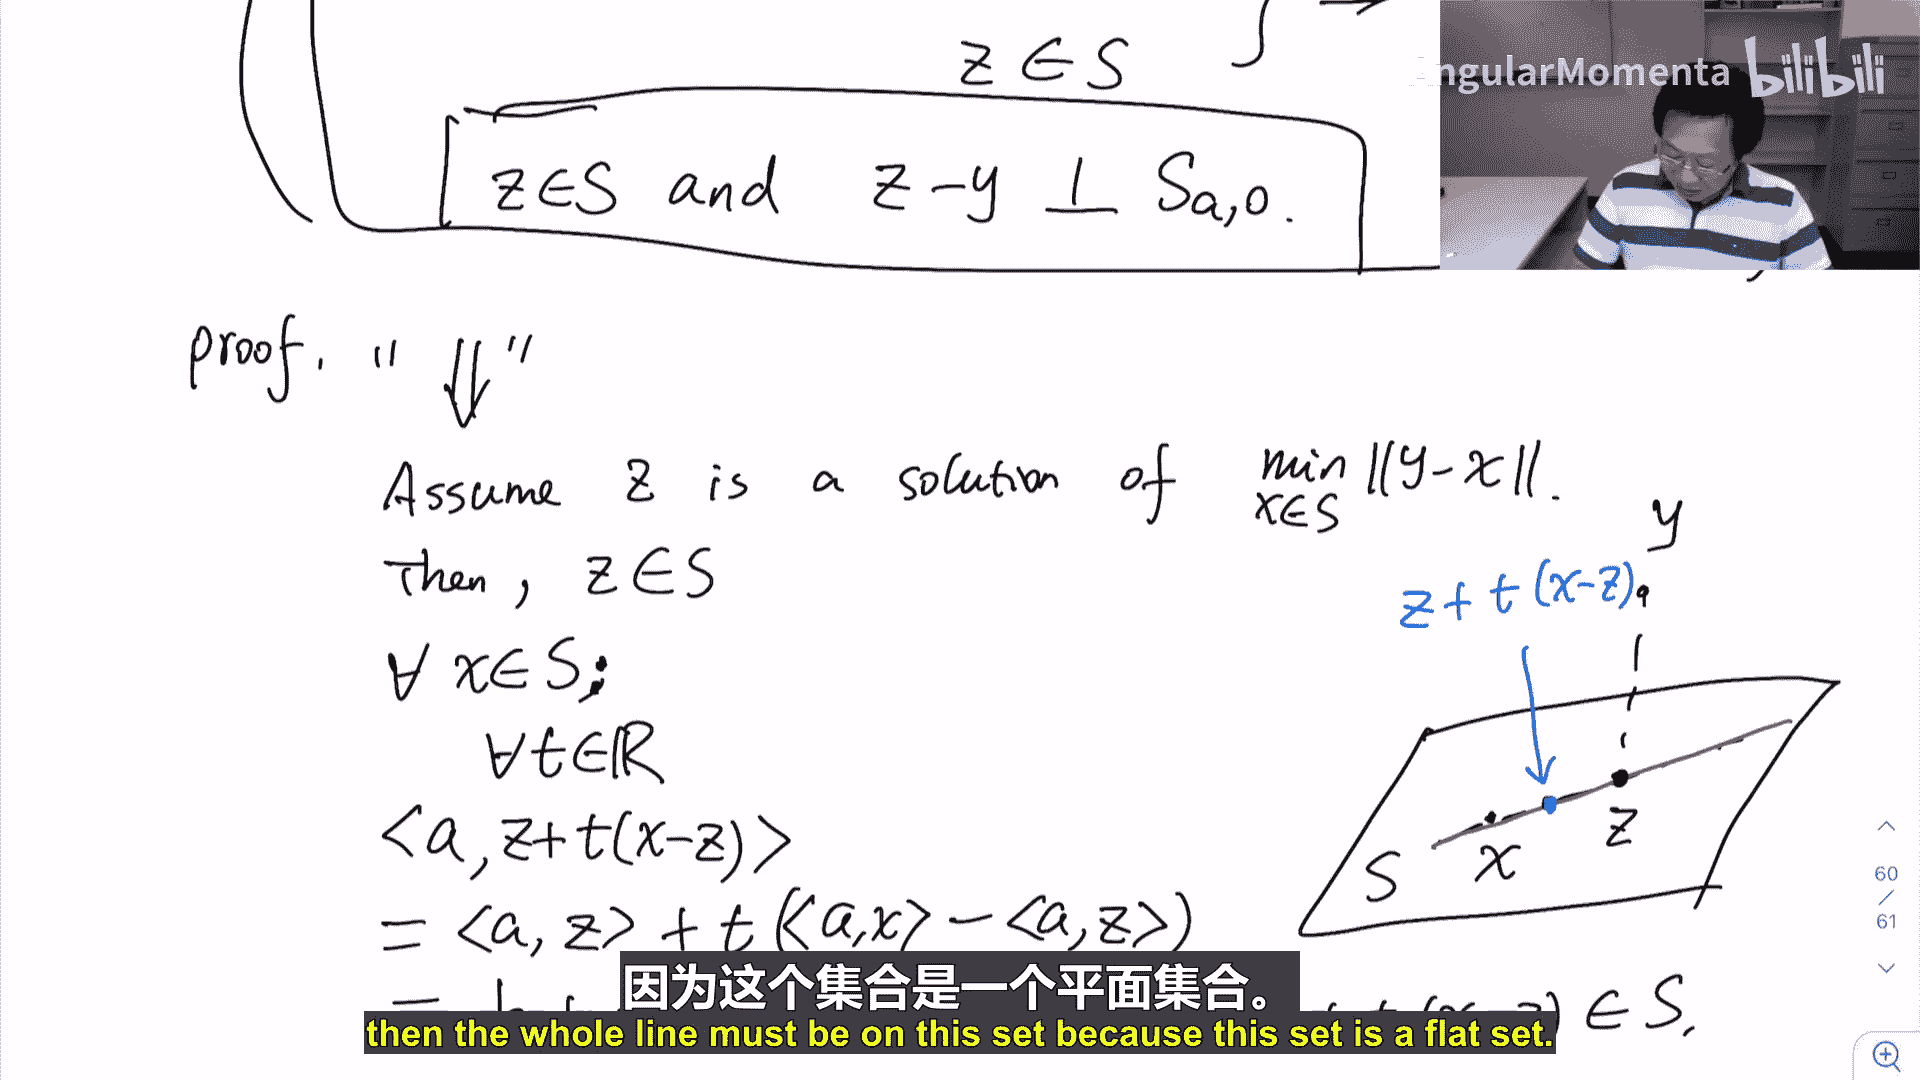 z ∈ S
ngularMomenta bilibili
z∈S and z-y ⊥ Sa,0.
proof. " ⇓ "
Assume z is a solution of min ||y-x||.
x∈S
y
Then, z∈S
z+t(x-z)
∀ x∈S;
∀t∈ℝ
<a, z+t(x-z)>
z
S
x
= <a, z> + t(<a,x> - <a,z>)
60
/
61
∈ S.
因为这个集合是一个平面集合。
then the whole line must be on this set because this set is a flat set.